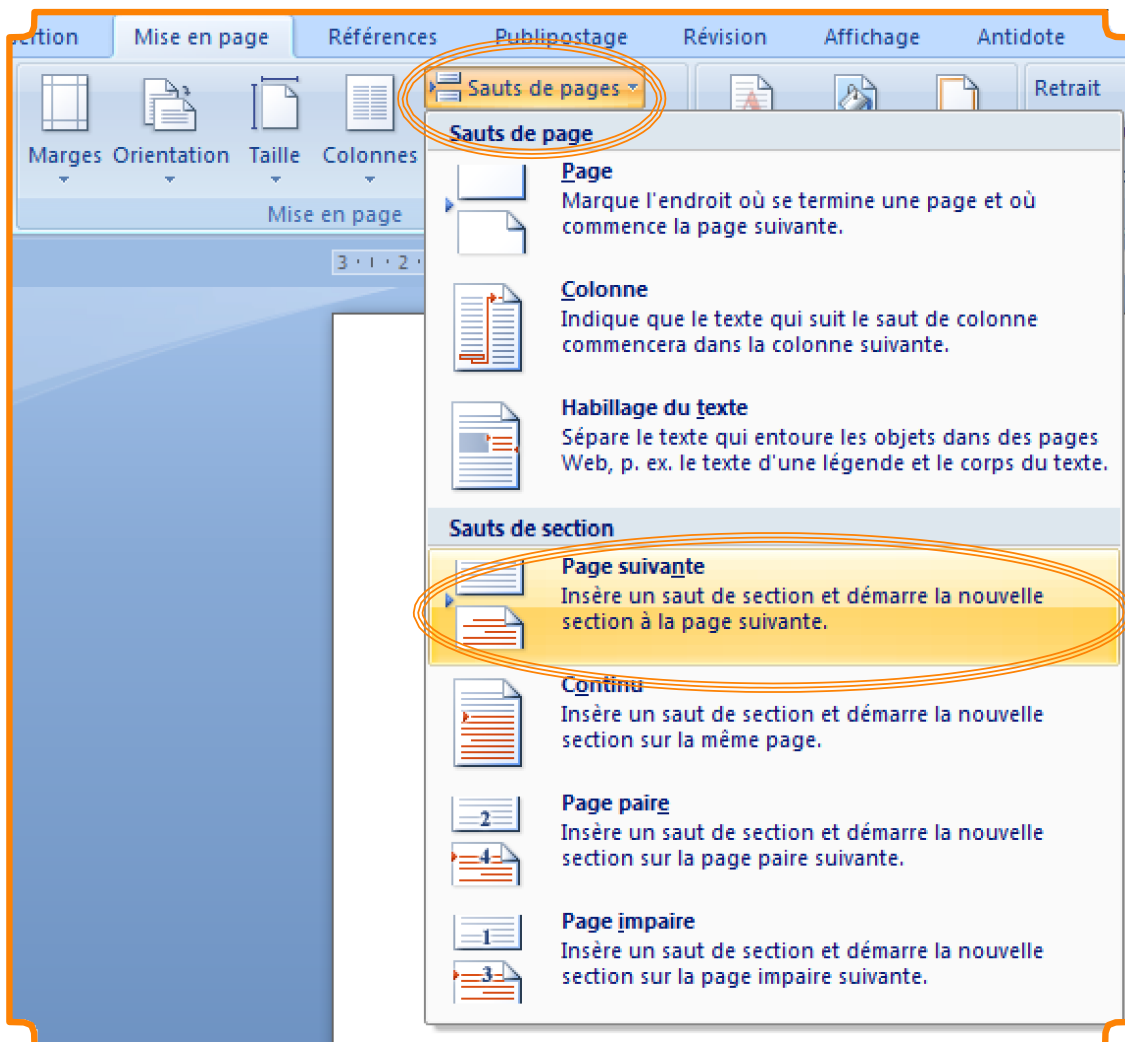 Mise en page Références Publipostage Révision Affichage Antidote
Sauts de pages
Retrait
Marges Orientation Taille Colonnes
Mise en page
3 · ı · 2 ·
Sauts de page
Page
Marque l'endroit où se termine une page et où
commence la page suivante.
Colonne
Indique que le texte qui suit le saut de colonne
commencera dans la colonne suivante.
Habillage du texte
Sépare le texte qui entoure les objets dans des pages
Web, p. ex. le texte d'une légende et le corps du texte.
Sauts de section
Page suivante
Insère un saut de section et démarre la nouvelle
section à la page suivante.
Continu
Insère un saut de section et démarre la nouvelle
section sur la même page.
Page paire
2
Insère un saut de section et démarre la nouvelle
4
section sur la page paire suivante.
Page impaire
1
Insère un saut de section et démarre la nouvelle
3
section sur la page impaire suivante.